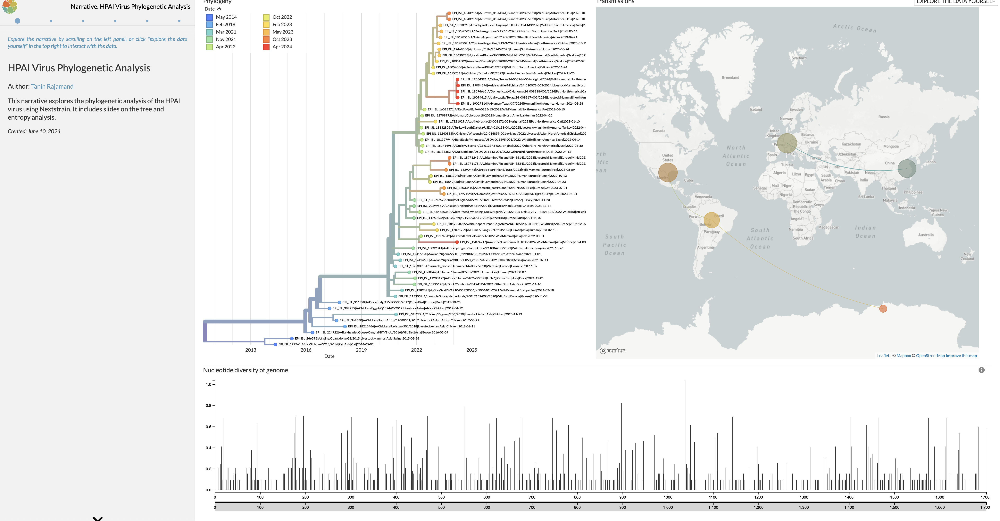 Narrative: HPAI Virus Phylogenetic Analysis
Explore the narrative by scrolling on the left panel, or click "explore the data
yourself" in the top right to interact with the data.
HPAI Virus Phylogenetic Analysis
Author: Tanin Rajamand
This narrative explores the phylogenetic analysis of the HPAI
virus using Nextstrain. It includes slides on the tree and
entropy analysis.
Created: June 10, 2024
Phylogeny
Date
May 2014
Feb 2018
Mar 2021
Nov 2021
Apr 2022
Oct 2022
Feb 2023
May 2023
Oct 2023
Apr 2024
EPI_ISL_18439564|A/Brown_skua/Bird_Island/128289/2023|WildBird|Antarctica|Skua|2023-10-
EPI_ISL_18439563|A/Brown_skua/Bird_Island/128288/2023|WildBird|Antarctica|Skua|2023-10-
EPI_ISL_18310960|A/backyardDuck/Uruguay/UDELAR-124-M3/2023|WildBird|SouthAmerica|Duck|20
EPI_ISL_18698523|A/Duck/Argentina/2197-1/2023|OtherBird|SouthAmerica|Duck|2023-05-11
EPI_ISL_18698516|A/Avian/Argentina/1762-2/2023|OtherBird|SouthAmerica|Avian|2023-04-21
EPI_ISL_18698502|A/Chicken/Argentina/919-3/2023|LivestockAvian|SouthAmerica|Chicken|2023-03-1
EPI_ISL_17468386|A/Human/Chile/25945/2023|Human|SouthAmerica|Human|2023-03-24
EPI_ISL_18690733|A/sealion/Biobio/SJCEIRR-2462961/2023|WildMammal|SouthAmerica|SeaLion|202
EPI_ISL_18054509|A/sealion/Peru/AQP-SER00K/2023|WildMammal|SouthAmerica|SeaLion|2023-02-07
EPI_ISL_18054506|A/Pelican/Peru/PIU-019/2022|WildBird|SouthAmerica|Pelican|2022-11-24
EPI_ISL_16157545|A/Chicken/Ecuador/02/2022|LivestockAvian|SouthAmerica|Chicken|2022-11-25
EPI_ISL_19054391|A/feline/Texas/24-008764-002-original/2024|WildMammal|NorthAmer
EPI_ISL_19094696|A/dairycattle/Michigan/24_010071-003/2024|LivestockMammal|North
EPI_ISL_19094660|A/Domesticcat/Oklahoma/24_009118-002/2024|Pet|NorthAmerica|Ca
EPI_ISL_19094615|A/dairycattle/Texas/24_009367-003/2024|LivestockMammal|NorthAm
EPI_ISL_19027114|A/Human/Texas/37/2024|Human|NorthAmerica|Human|2024-03-28
EPI_ISL_16023371|A/RedFox/AB/FAV-0835-13/2022|WildMammal|NorthAmerica|Fox|2022-06-10
EPI_ISL_12799972|A/Human/Colorado/18/2022|Human|NorthAmerica|Human|2022-04-20
EPI_ISL_17821929|A/cat/Nebraska/23-001172-001-original/2023|Pet|NorthAmerica|Cat|2023-01-10
EPI_ISL_18132805|A/Turkey/SouthDakota/USDA-010138-001/2022|LivestockAvian|NorthAmerica|Turkey|2022-04-
EPI_ISL_16240885|A/Chicken/Wisconsin/22-014859-001-original/2022|LivestockAvian|NorthAmerica|Chicken|202
EPI_ISL_18132794|A/BaldEagle/Minnesota/USDA-011695-001/2022|WildBird|NorthAmerica|Eagle|2022-04-14
EPI_ISL_16171496|A/Duck/Wisconsin/22-013373-001-original/2022|OtherBird|NorthAmerica|Duck|2022-04-30
EPI_ISL_18133353|A/Duck/Indiana/USDA-011343-001/2022|OtherBird|NorthAmerica|Duck|2022-04-12
EPI_ISL_18771245|A/whitemink/Finland/UH-361-E1/2023|LivestockMammal|Europe|Mink|202
EPI_ISL_18771178|A/whitemink/Finland/UH-353-E1/2023|LivestockMammal|Europe|Mink|202
EPI_ISL_18290476|A/arctic-Fox/Finland/1086/2023|WildMammal|Europe|Fox|2023-08-09
EPI_ISL_16813290|A/Human/CastillaLaMancha/3869/2022|Human|Europe|Human|2022-10-13
EPI_ISL_15542438|A/Human/CastillaLaMancha/3739/2022|Human|Europe|Human|2022-09-23
EPI_ISL_18033410|A/Domestic_cat/Poland/H293-N/2023|Pet|Europe|Cat|2023-07-01
EPI_ISL_17971990|A/Domestic_cat/Poland/H256-G/2023(H5N1)|Pet|Europe|Cat|2023-06-24
EPI_ISL_13369767|A/Turkey/England/059407/2021|LivestockAvian|Europe|Turkey|2021-11-20
EPI_ISL_9029956|A/Chicken/England/057314/2021|LivestockAvian|Europe|Chicken|2021-11-14
EPI_ISL_18462535|A/white-faced_whistling_Duck/Nigeria/VRD22-305-Dal13_23VIR8254-108/2022|WildBird|Africa|
EPI_ISL_14760562|A/Duck/Italy/21VIR9373-2/2021|OtherBird|Europe|Duck|2021-11-09
EPI_ISL_18472587|A/white-napedCrane/Kagoshima/KU-185/2022(H5N1)|WildBird|Asia|Crane|2022-12-07
EPI_ISL_17075759|A/Human/Jiangsu/NJ210/2023|Human|Asia|Human|2023-02-10
EPI_ISL_12174842|A/EzoredFox/Hokkaido/1/2022|WildMammal|Asia|Fox|2022-03-31
EPI_ISL_19074717|A/murine/Hiroshima/TU10-B/2024|WildMammal|Asia|Murine|2024-03
EPI_ISL_15839841|A/Africanpenguin/SouthAfrica/21100423D/2021|WildBird|Africa|Penguin|2021-10-26
EPI_ISL_17415170|A/avian/Nigeria/271PT_22VIR3286-71/2021|OtherBird|Africa|Avian|2021-01-01
EPI_ISL_17414603|A/avian/Nigeria/VRD-21-053_21RS744-70/2021|OtherBird|Africa|Avian|2021-02-11
EPI_ISL_18953098|A/barnacle_Goose/Denmark/14600-2/2020|WildBird|Europe|Goose|2020-11-07
EPI_ISL_4568642|A/Human/Hunan/09285/2021|Human|Asia|Human|2021-08-07
EPI_ISL_11208197|A/Duck/Hunan/S40268/2021(H5N6)|OtherBird|Asia|Duck|2021-12-01
EPI_ISL_13295170|A/Duck/Cambodia/f6T241D4/2021|OtherBird|Asia|Duck|2021-11-16
EPI_ISL_1789695|A/GreySeal/SVA210406SZ0066/KN001401/2021|WildMammal|Europe|Seal|2021-03-18
EPI_ISL_1139032|A/barnacleGoose/Netherlands/20017159-006/2020|WildBird|Europe|Goose|2020-11-04
EPI_ISL_316558|A/Duck/Italy/17VIR9533/2017|OtherBird|Europe|Duck|2017-10-25
EPI_ISL_389755|A/Chicken/Egypt/Q13944C/2017|LivestockAvian|Africa|Chicken|2017-04-12
EPI_ISL_681272|A/Chicken/Kagawa/F3C/2020|LivestockAvian|Asia|Chicken|2020-11-19
EPI_ISL_369350|A/Chicken/SouthAfrica/17080561/2017|LivestockAvian|Africa|Chicken|2017-08-29
EPI_ISL_18211466|A/Chicken/Pakistan/501/2018|LivestockAvian|Asia|Chicken|2018-02-11
EPI_ISL_224722|A/Bar-headedGoose/Qinghai/BTY9-LU/2016|WildBird|Asia|Goose|2016-05-09
EPI_ISL_266596|A/swine/Guangdong/G3/2015|LivestockMammal|Asia|Swine|2015-03-26
EPI_ISL_177761|A/cat/Sichuan/SC18/2014|Pet|Asia|Cat|2014-05-02
2013 2016 2019 2022 2025
Date
Transmissions
EXPLORE THE DATA YOURSELF
Arctic Ocean
Svalbard
Greenland
Iceland
Sweden
Norway
Russia
Canada
United
Kingdom
Belarus
France
Ukraine
Kazakhstan
Mongolia
North
Atlantic
Ocean
Spain
Italy
Turkey
Uzbekistan
United
States
China
Japan
Tunisia
Iraq
Iran
Pakistan
Nepal
Algeria
Libya
Egypt
Saudi
Arabia
Oman
India
Mexico
Cuba
Mali
Niger
Senegal
Sudan
Yemen
Thailand
Philippines
Nigeria
Sri Lanka
Venezuela
Malaysia
Democratic
Republic of
the Congo
Kenya
Ecuador
Indonesia
Papua New
Guinea
Peru
Brazil
Bolivia
Angola
Madagascar
Indian
Ocean
Paraguay
Namibia
South Africa
Australia
South
Pacific
Ocean
South
Atlantic
Ocean
Argentina
New
Zealand
mapbox
Leaflet | © Mapbox © OpenStreetMap Improve this map
Nucleotide diversity of genome
1.0
0.8
0.6
0.4
0.2
0.0
0 100 200 300 400 500 600 700 800 900 1000 1100 1200 1300 1400 1500 1600 1700
0 100 200 300 400 500 600 700 800 900 1,000 1,100 1,200 1,300 1,400 1,500 1,600 1,700